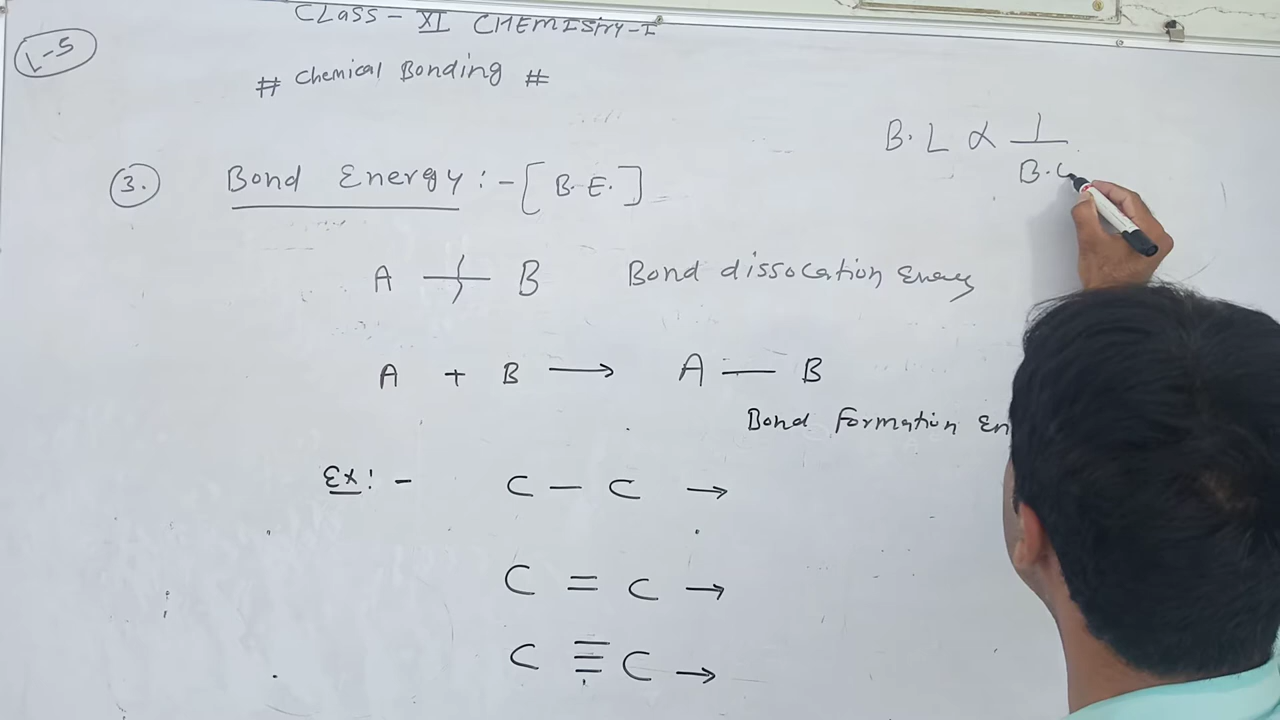 L-5
CLASS - XI CHEMIStry-I
# Chemical Bonding #
B.L ∝ 1
B.
3. Bond Energy :- [B.E.]
A — B Bond dissocation Energy
A + B ⟶ A — B
Bond Formation En
Ex: - C — C →
C = C →
C ≡ C →